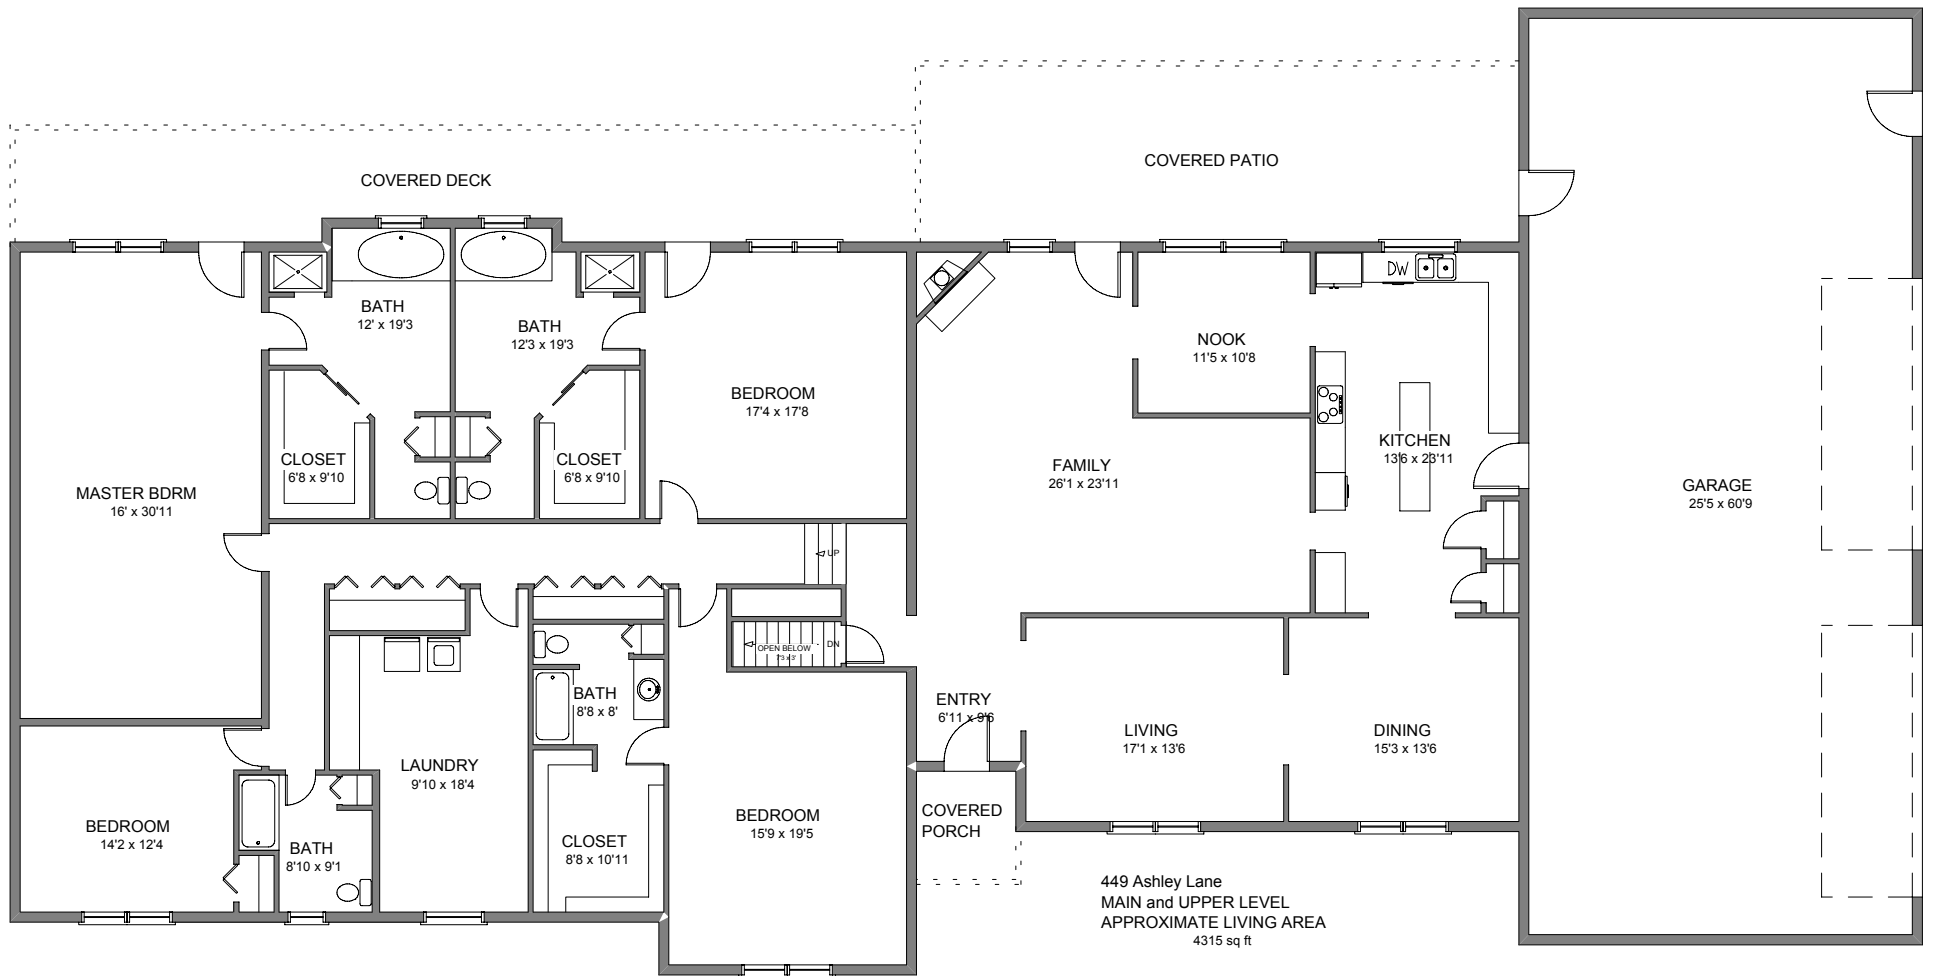 COVERED DECK
COVERED PATIO
BATH
12' x 19'3
BATH
12'3 x 19'3
DW
NOOK
11'5 x 10'8
BEDROOM
17'4 x 17'8
KITCHEN
13'6 x 23'11
CLOSET
6'8 x 9'10
CLOSET
6'8 x 9'10
FAMILY
26'1 x 23'11
MASTER BDRM
16' x 30'11
GARAGE
25'5 x 60'9
UP
DN
OPEN BELOW
7'3 x 3'
BATH
8'8 x 8'
ENTRY
6'11 x 9'6
LIVING
17'1 x 13'6
DINING
15'3 x 13'6
LAUNDRY
9'10 x 18'4
BEDROOM
14'2 x 12'4
BATH
8'10 x 9'1
CLOSET
8'8 x 10'11
BEDROOM
15'9 x 19'5
COVERED
PORCH
449 Ashley Lane
MAIN and UPPER LEVEL
APPROXIMATE LIVING AREA
4315 sq ft